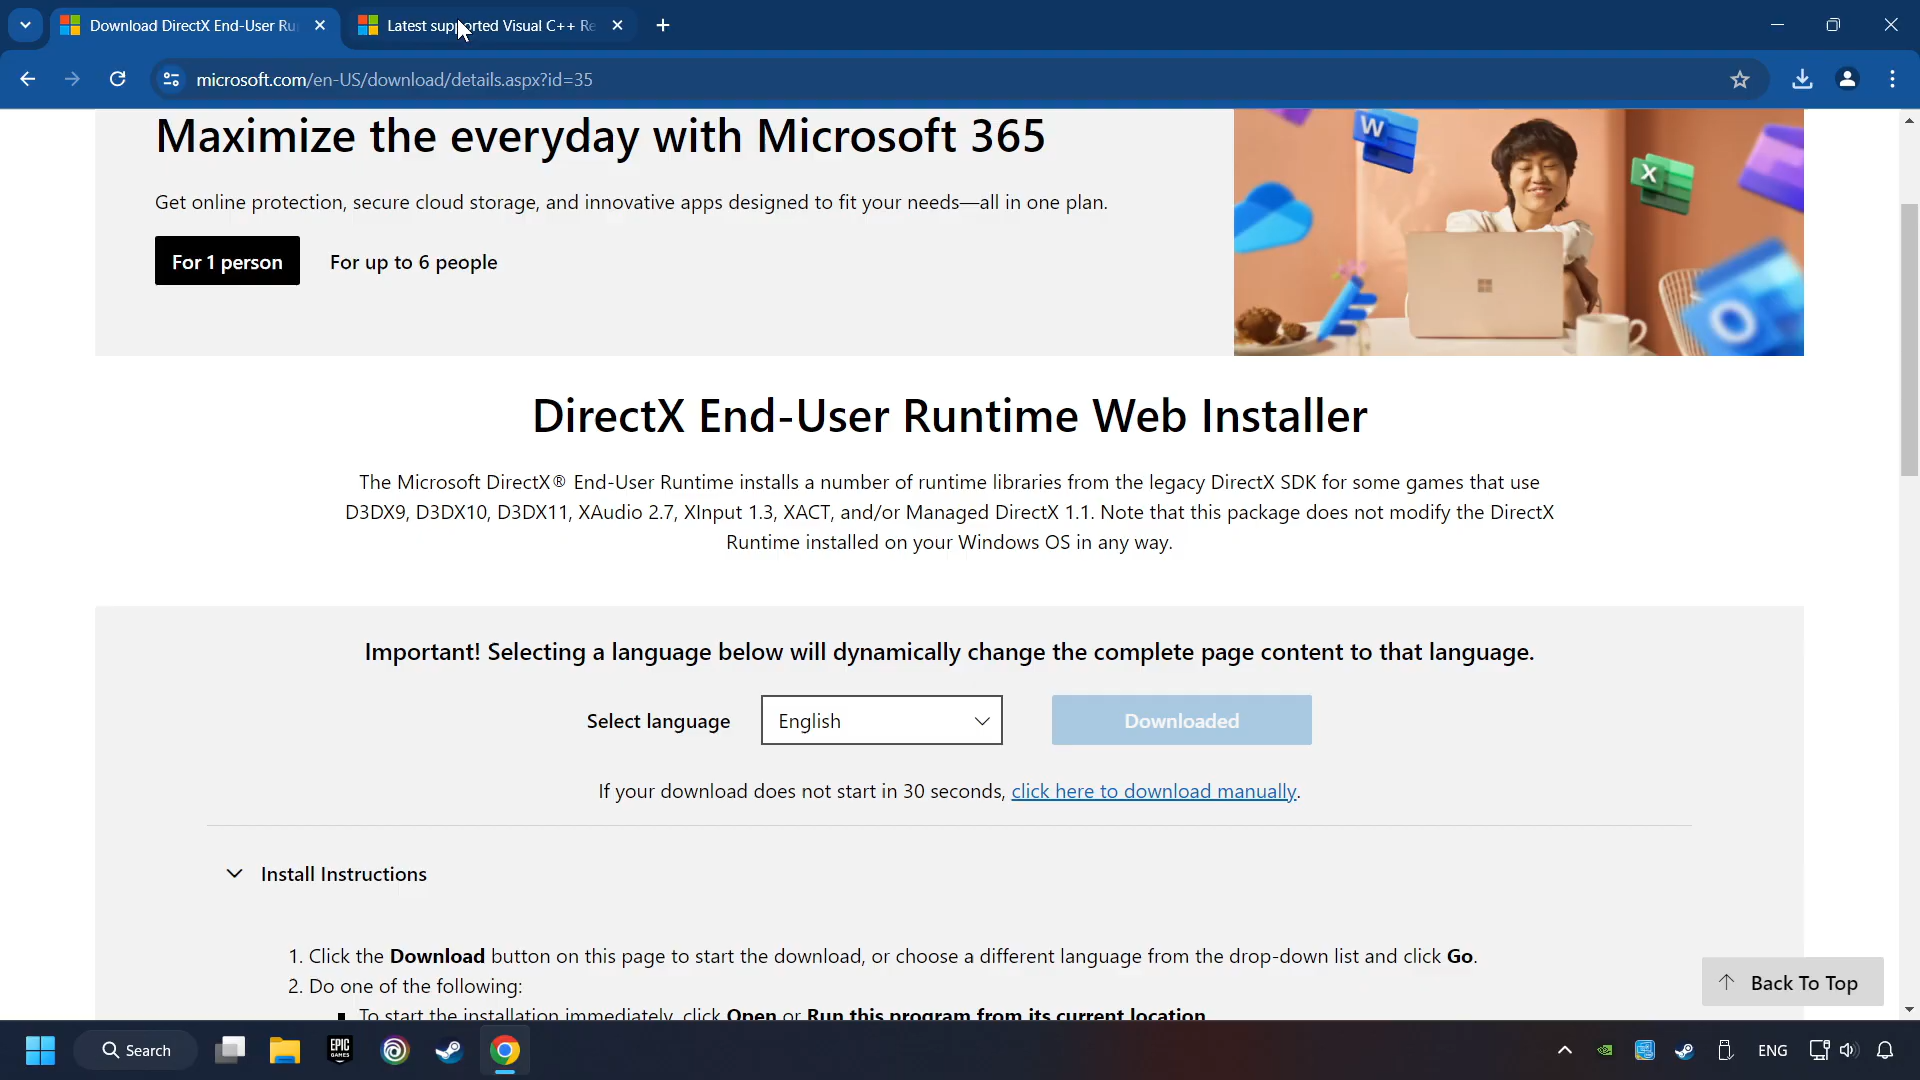 Download DirectX End-User Ru
Latest supported Visual C++ Re
microsoft.com/en-US/download/details.aspx?id=35
Maximize the everyday with Microsoft 365
Get online protection, secure cloud storage, and innovative apps designed to fit your needs—all in one plan.
For 1 person
For up to 6 people
W
X
O
DirectX End-User Runtime Web Installer
The Microsoft DirectX® End-User Runtime installs a number of runtime libraries from the legacy DirectX SDK for some games that use
D3DX9, D3DX10, D3DX11, XAudio 2.7, XInput 1.3, XACT, and/or Managed DirectX 1.1. Note that this package does not modify the DirectX
Runtime installed on your Windows OS in any way.
Important! Selecting a language below will dynamically change the complete page content to that language.
Select language
English
Downloaded
If your download does not start in 30 seconds, click here to download manually.
Install Instructions
1. Click the Download button on this page to start the download, or choose a different language from the drop-down list and click Go.
2. Do one of the following:
To start the installation immediately, click Open or Run this program from its current location.
Back To Top
Search
EPIC
GAMES
ENG